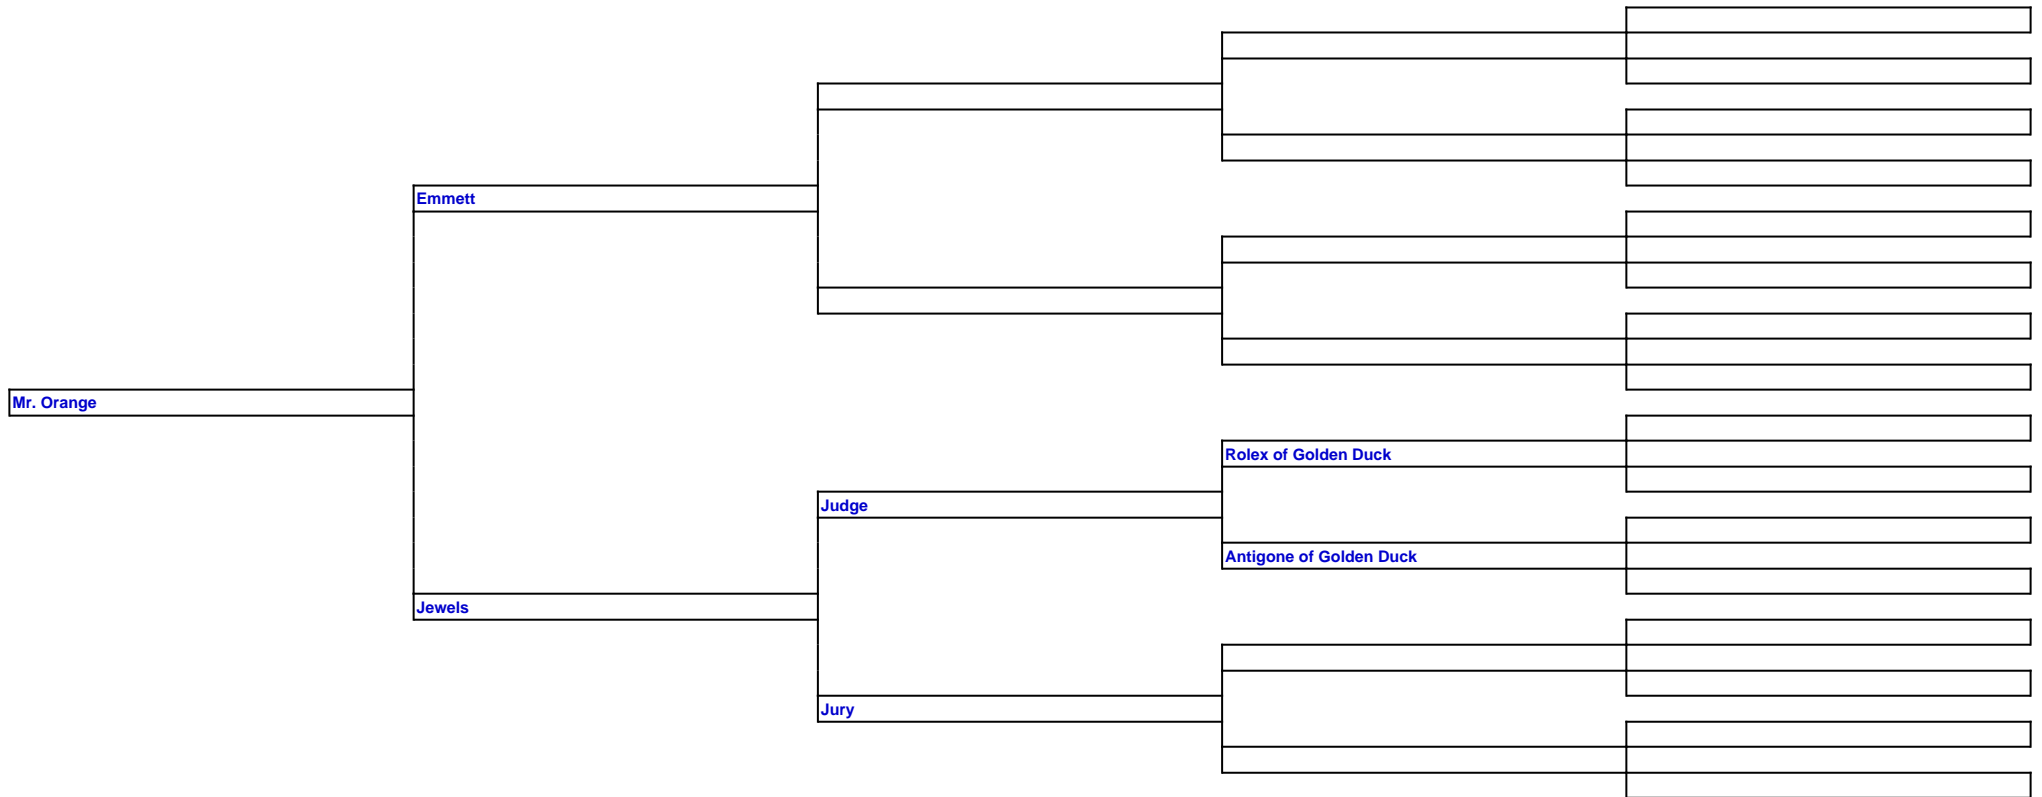 Emmett
Mr. Orange
Rolex of Golden Duck
Judge
Antigone of Golden Duck
Jewels
Jury